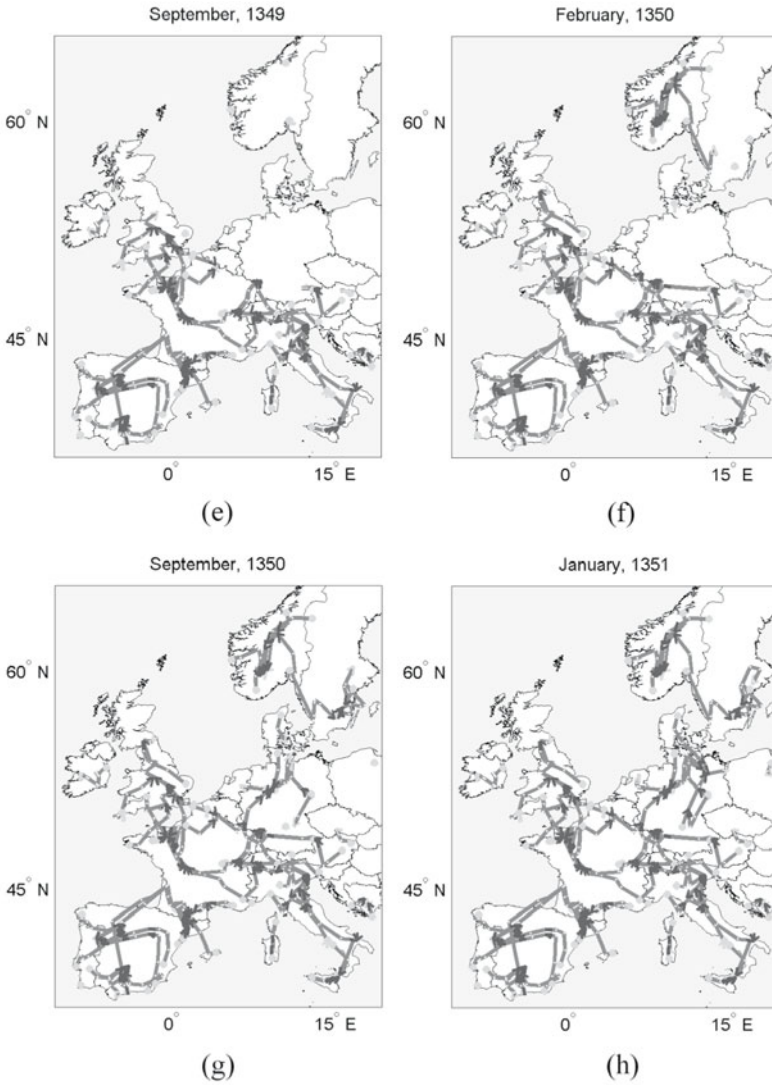 September, 1349
February, 1350
60° N
60° N
45° N
45° N
0°
15° E
0°
15° E
(e)
(f)
September, 1350
January, 1351
60° N
60° N
45° N
45° N
0°
15° E
0°
15° E
(g)
(h)